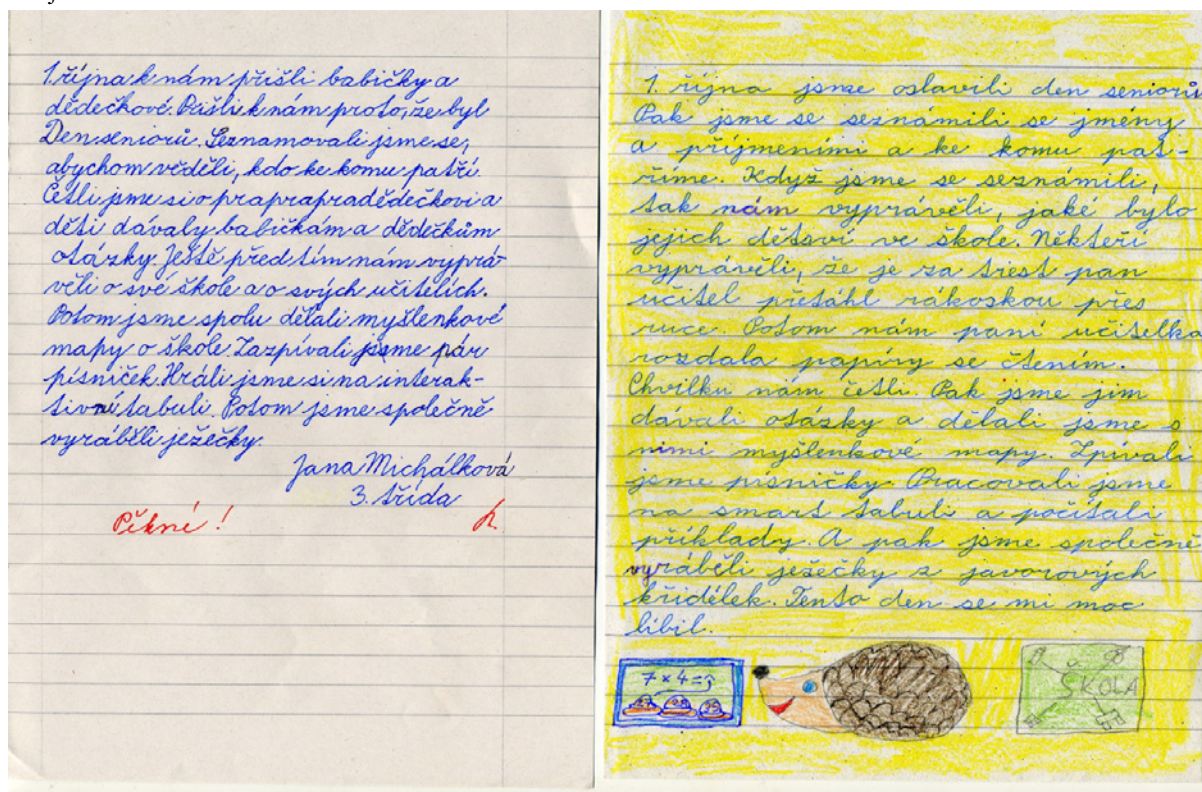 1. října k nám přišli babičky a
dědečkové. Přišli k nám proto, že byl
Den seniorů. Seznamovali jsme se,
abychom věděli, kdo ke komu patří.
Četli jsme si o praprapradědečkovi a
děti dávaly babičkám a dědečkům
otázky. Ještě před tím nám vyprá-
věli o své škole a o svých učitelích.
Potom jsme spolu dělali myšlenkové
mapy o škole. Zazpívali jsme pár
písniček. Hráli jsme si na interak-
tivní tabuli. Potom jsme společně
vyráběli ježečky.
Jana Michálková
3. třída
Pěkné!
1. října jsme oslavili den seniorů
Pak jsme se seznámili se jmény
a příjmeními a ke komu pat-
říme. Když jsme se seznámili,
tak nám vyprávěli, jaké bylo
jejich dětsví ve škole. Někteří
vyprávěli, že je za trest pan
učitel přetáhl rákoskou přes
ruce. Potom nám paní učitelka
rozdala papíry se čtením.
Chvilku nám četli. Pak jsme jim
dávali otázky a dělali jsme s
nimi myšlenkové mapy. Zpívali
jsme písničky. Pracovali jsme
na smart tabuli a počítali
příklady. A pak jsme společně
vyráběli ježečky z javorových
křidélek. Tento den se mi moc
líbil.
7 x 4 = ?
ŠKOLA